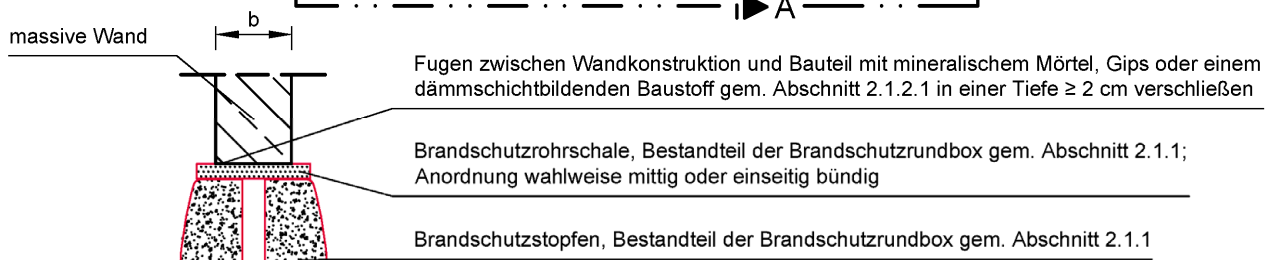 A
b
massive Wand
Fugen zwischen Wandkonstruktion und Bauteil mit mineralischem Mörtel, Gips oder einem
dämmschichtbildenden Baustoff gem. Abschnitt 2.1.2.1 in einer Tiefe ≥ 2 cm verschließen
Brandschutzrohrschale, Bestandteil der Brandschutzrundbox gem. Abschnitt 2.1.1;
Anordnung wahlweise mittig oder einseitig bündig
Brandschutzstopfen, Bestandteil der Brandschutzrundbox gem. Abschnitt 2.1.1